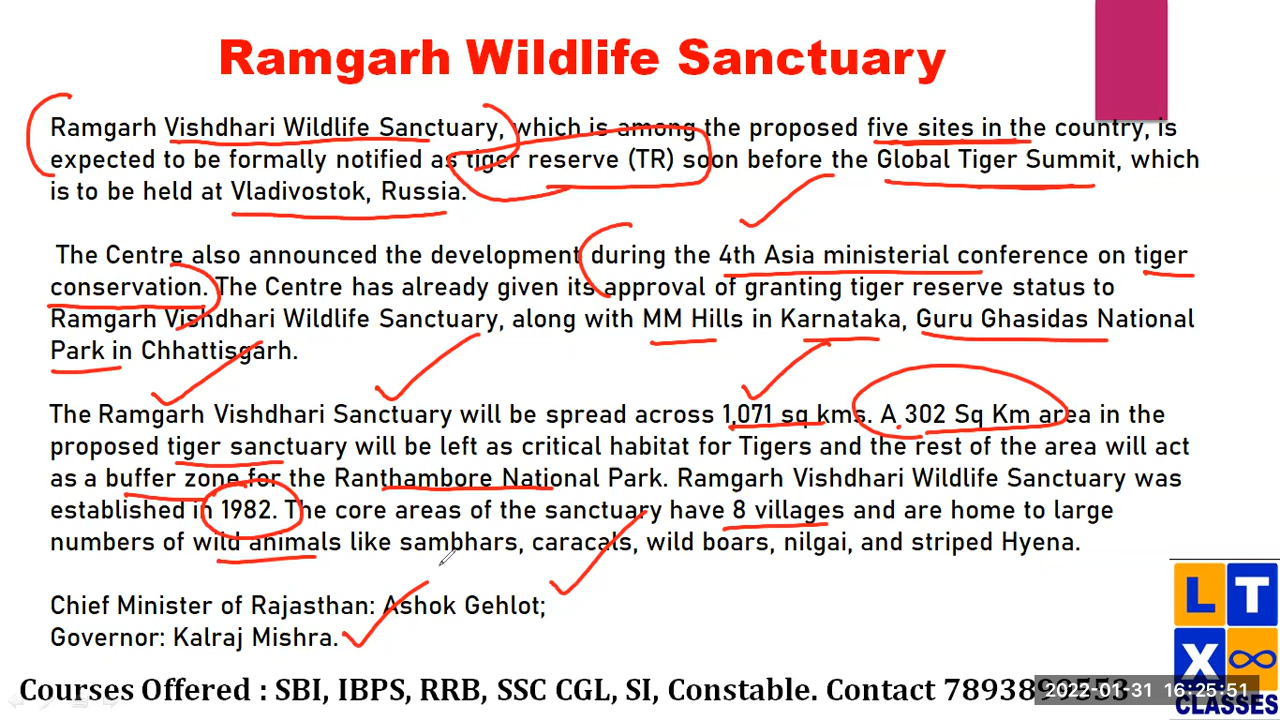 Ramgarh Wildlife Sanctuary
Ramgarh Vishdhari Wildlife Sanctuary, which is among the proposed five sites in the country, is
expected to be formally notified as tiger reserve (TR) soon before the Global Tiger Summit, which
is to be held at Vladivostok, Russia.
The Centre also announced the development during the 4th Asia ministerial conference on tiger
conservation. The Centre has already given its approval of granting tiger reserve status to
Ramgarh Vishdhari Wildlife Sanctuary, along with MM Hills in Karnataka, Guru Ghasidas National
Park in Chhattisgarh.
The Ramgarh Vishdhari Sanctuary will be spread across 1,071 sq kms. A 302 Sq Km area in the
proposed tiger sanctuary will be left as critical habitat for Tigers and the rest of the area will act
as a buffer zone for the Ranthambore National Park. Ramgarh Vishdhari Wildlife Sanctuary was
established in 1982. The core areas of the sanctuary have 8 villages and are home to large
numbers of wild animals like sambhars, caracals, wild boars, nilgai, and striped Hyena.
Chief Minister of Rajasthan: Ashok Gehlot;
Governor: Kalraj Mishra.
LT
X∞
CLASSES
Courses Offered : SBI, IBPS, RRB, SSC CGL, SI, Constable. Contact
2022-01-31 16:25:51